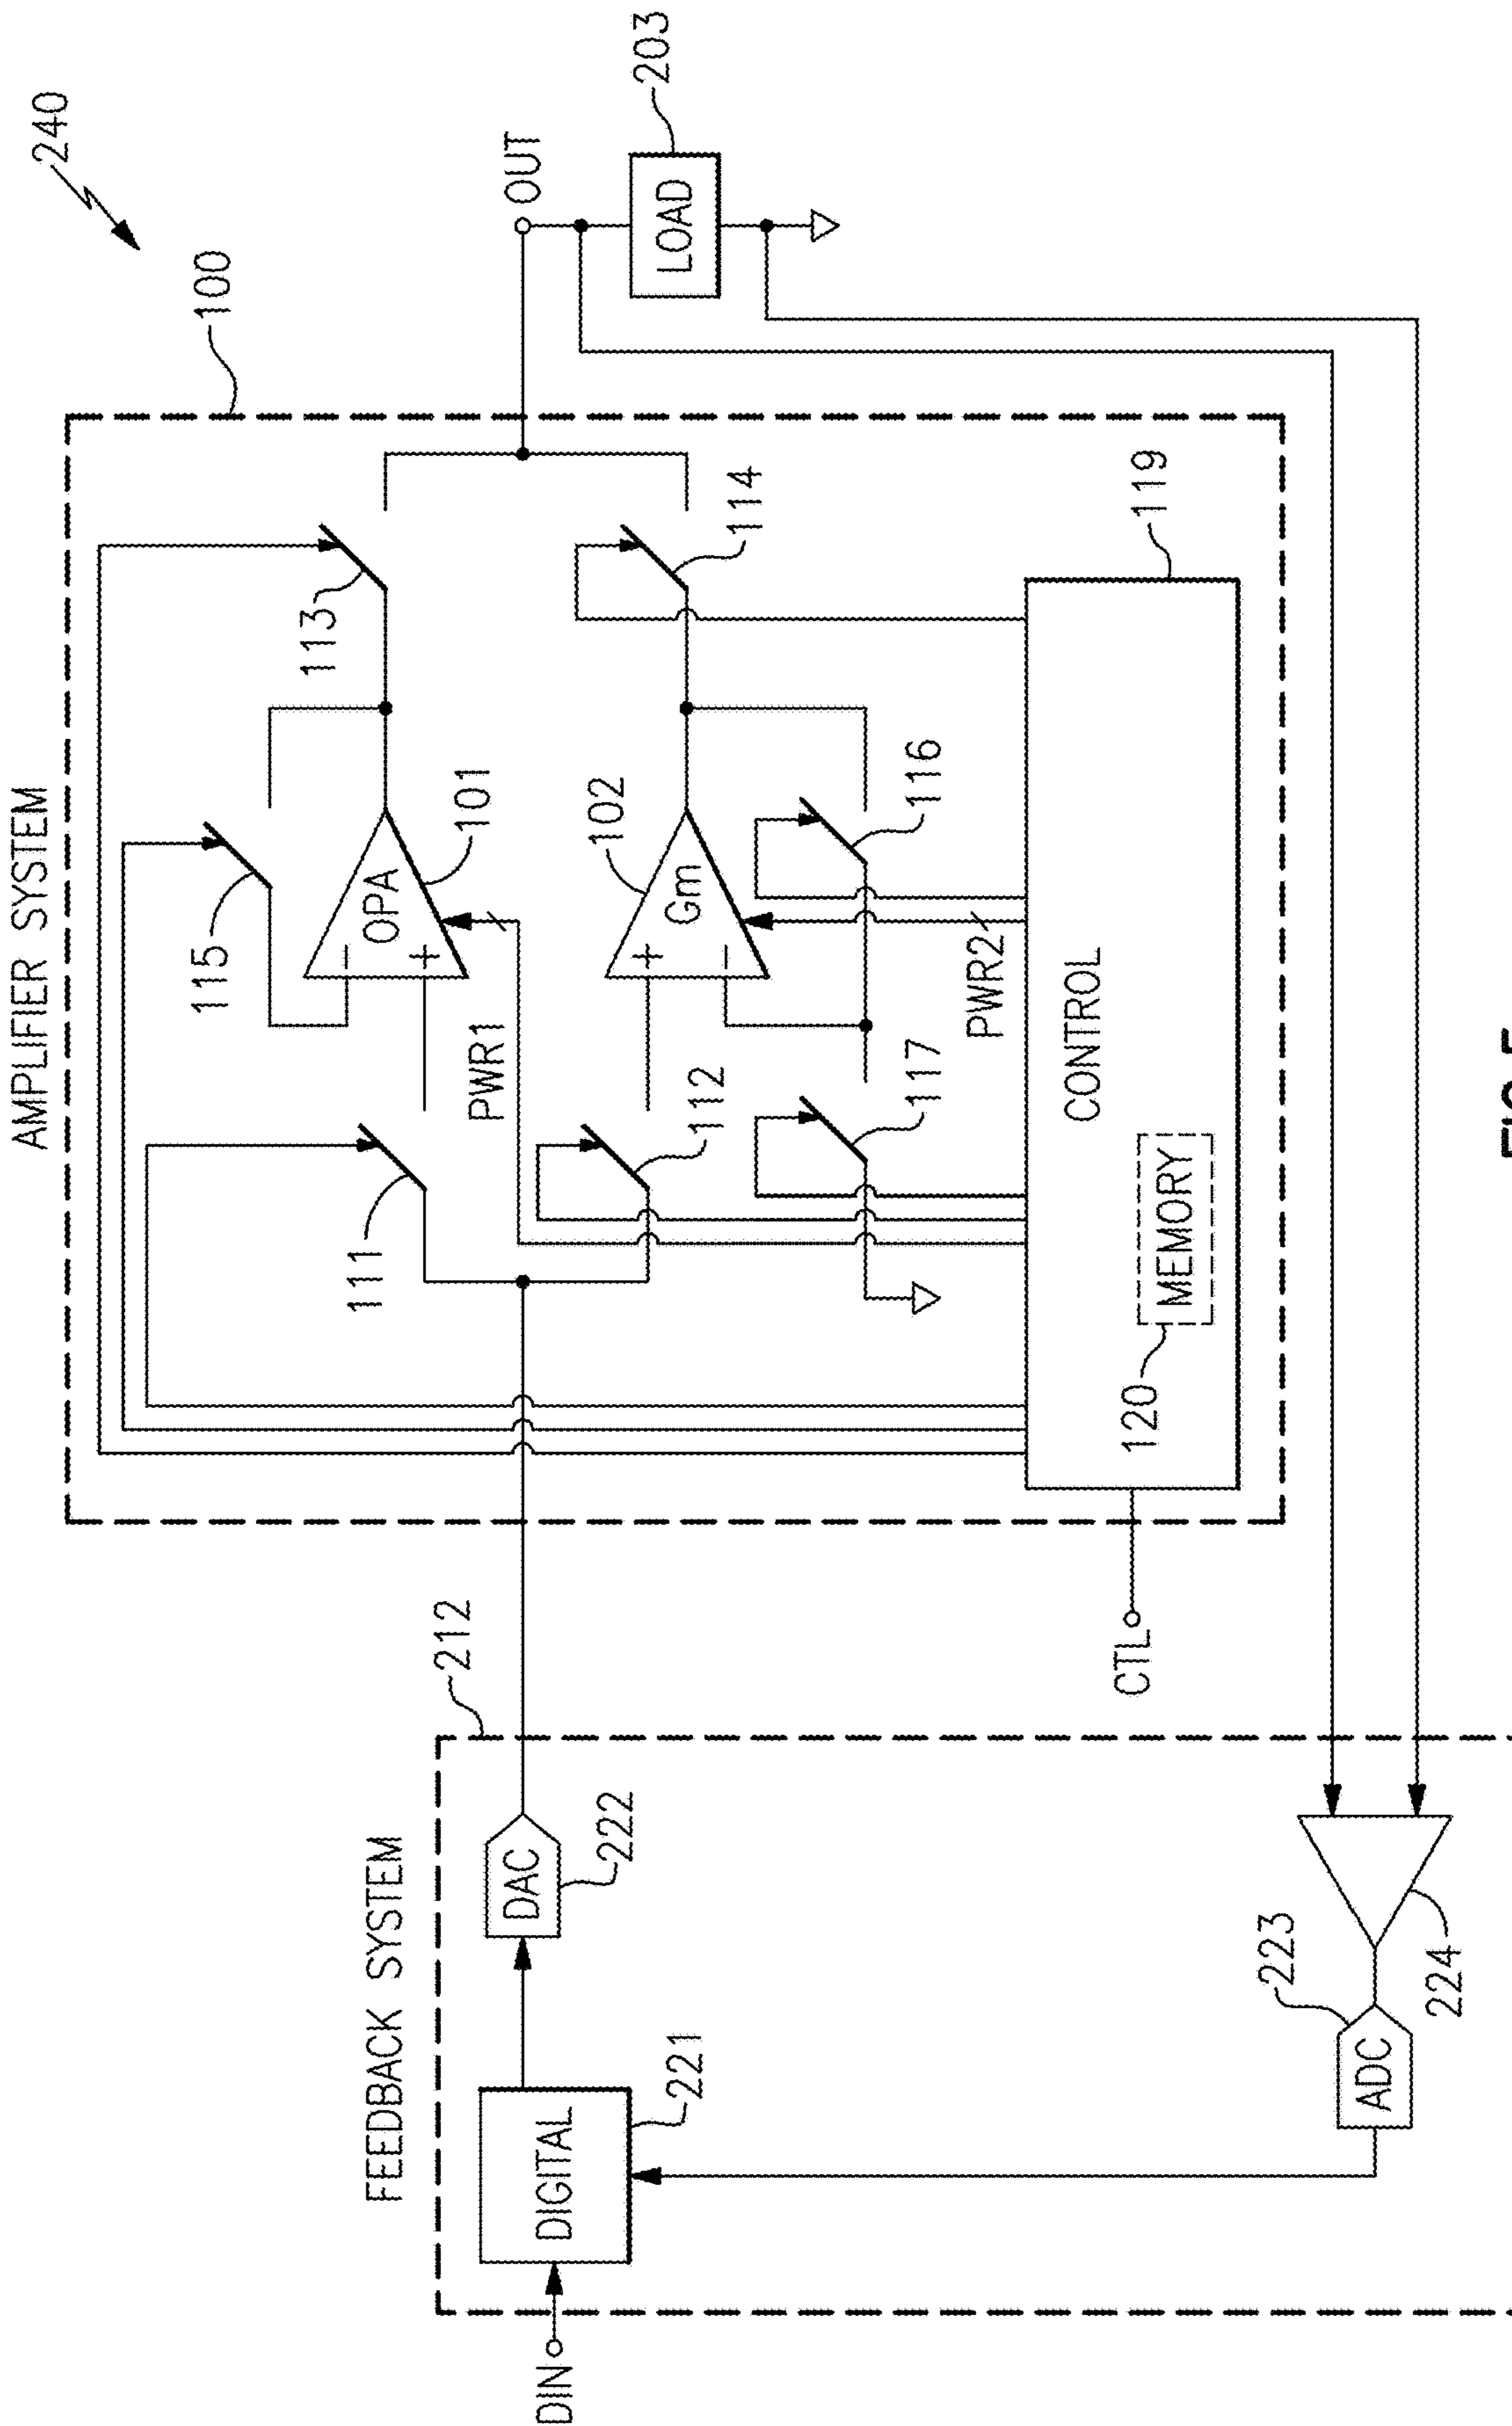 240
AMPLIFIER SYSTEM
100
203
OUT
LOAD
113
115
OPA
−
+
101
111
PWR1
102
Gm
+
−
114
112
116
117
PWR2
119
CONTROL
120
MEMORY
CTL
FEEDBACK SYSTEM
212
DIN
DIGITAL
221
DAC
222
223
ADC
224